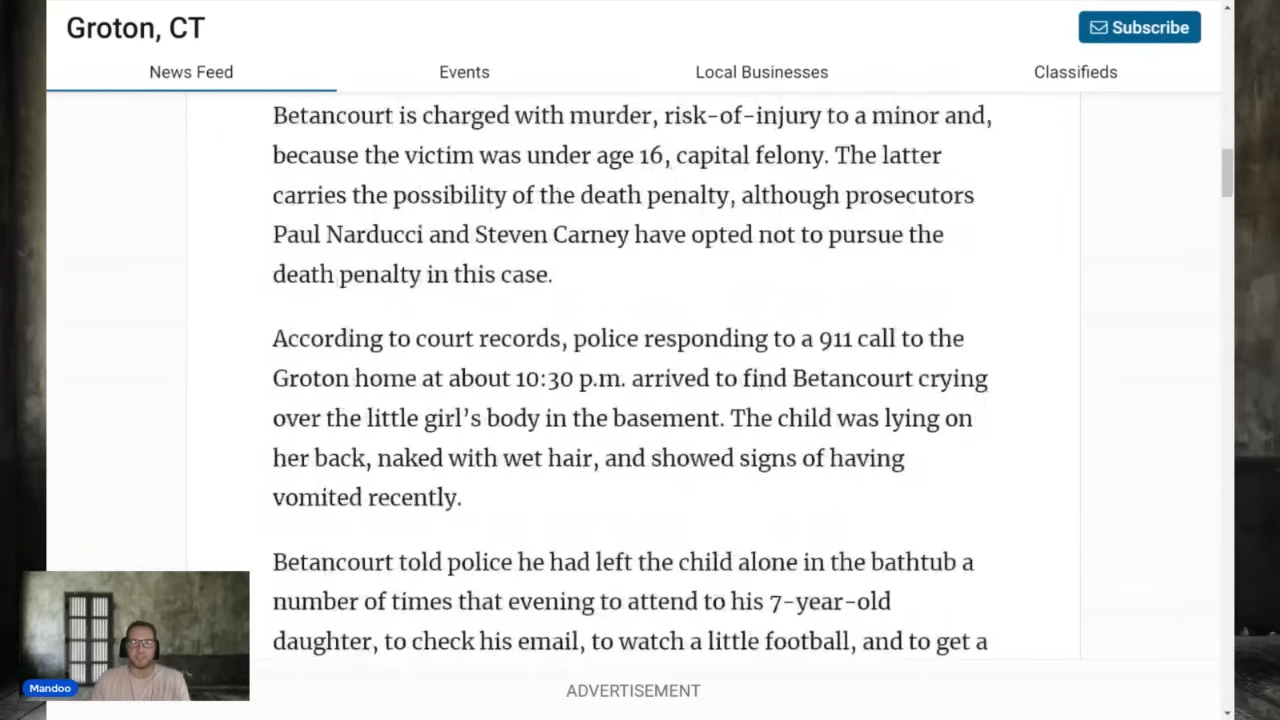 Groton, CT
Subscribe
News Feed
Events
Local Businesses
Classifieds
Betancourt is charged with murder, risk-of-injury to a minor and,
because the victim was under age 16, capital felony. The latter
carries the possibility of the death penalty, although prosecutors
Paul Narducci and Steven Carney have opted not to pursue the
death penalty in this case.
According to court records, police responding to a 911 call to the
Groton home at about 10:30 p.m. arrived to find Betancourt crying
over the little girl’s body in the basement. The child was lying on
her back, naked with wet hair, and showed signs of having
vomited recently.
Betancourt told police he had left the child alone in the bathtub a
number of times that evening to attend to his 7-year-old
daughter, to check his email, to watch a little football, and to get a
Mandoo
ADVERTISEMENT